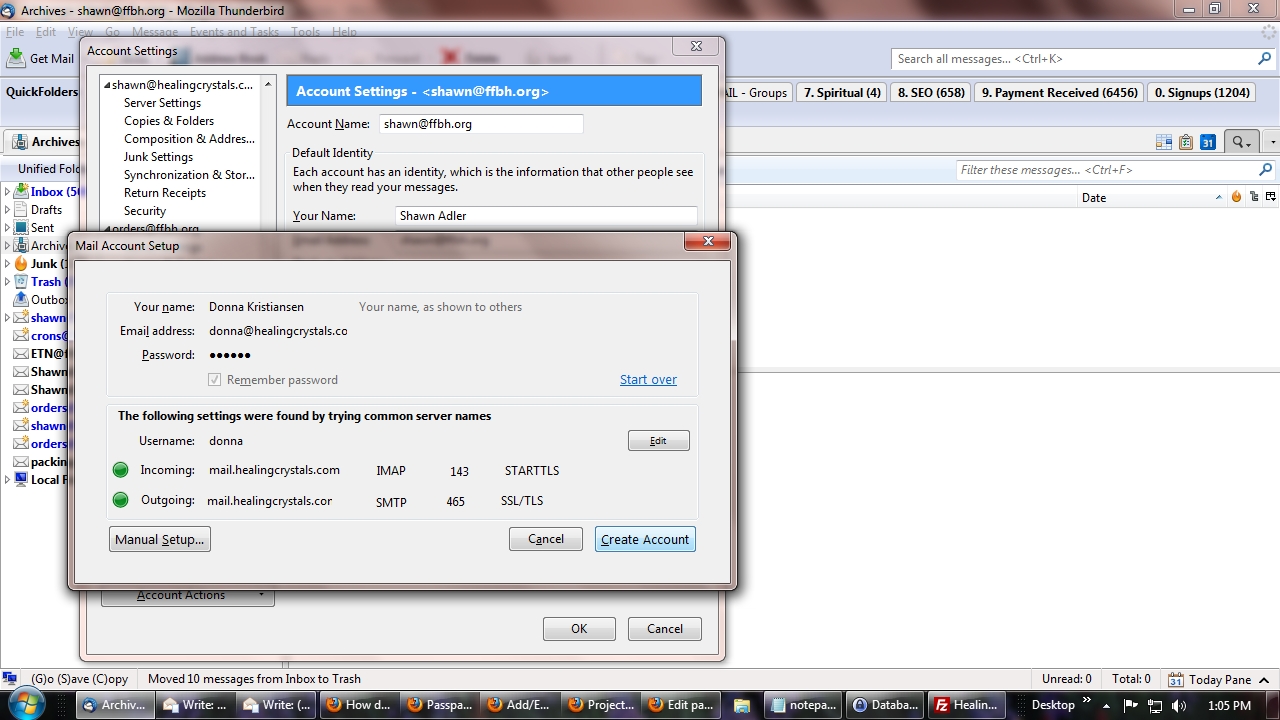 Archives - shawn@ffbh.org - Mozilla Thunderbird
File Edit View Go Message Events and Tasks Tools Help
Account Settings
Get Mail
Search all messages... <Ctrl+K>
shawn@healingcrystals.c...
Account Settings - <shawn@ffbh.org>
QuickFolders
IL - Groups 7. Spiritual (4) 8. SEO (658) 9. Payment Received (6456) 0. Signups (1204)
Server Settings
Copies & Folders
Account Name: shawn@ffbh.org
Composition & Addr...
Archives
31
Junk Settings
Default Identity
Unified Fold
Synchronization & Stor...
Each account has an identity, which is the information that other people see
when they read your messages.
Filter these messages... <Ctrl+F>
Inbox (50
Return Receipts
Date
Drafts
Security
Your Name: Shawn Adler
Sent
orders@ffbh.org
Archive
Mail Account Setup
Junk (
Trash (
Outbox
shawn
crons@
ETN@f
Shawn
Shawn
orders
shawn
orders
packin
Local F
Your name: Donna Kristiansen Your name, as shown to others
Email address: donna@healingcrystals.co
Password: ••••••
Remember password
Start over
The following settings were found by trying common server names
Username: donna
Edit
Incoming: mail.healingcrystals.com IMAP 143 STARTTLS
Outgoing: mail.healingcrystals.cor SMTP 465 SSL/TLS
Manual Setup... Cancel Create Account
Account Actions
OK Cancel
(G)o (S)ave (C)opy Moved 10 messages from Inbox to Trash Unread: 0 Total: 0 31 Today Pane
Archiv... Write: ... Write: (... How d... Passpa... Add/E... Project... Edit pa... notepa... Databa... Healin... Desktop » 1:05 PM